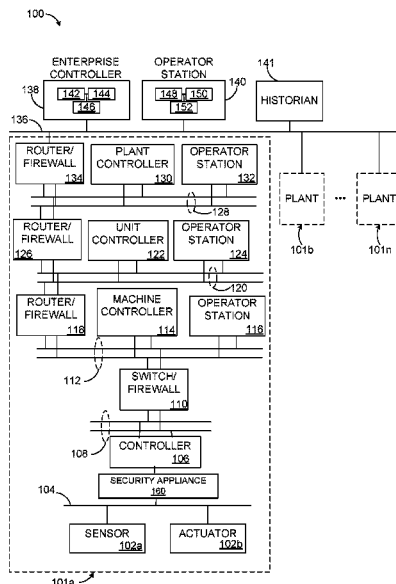 100
ENTERPRISE CONTROLLER
OPERATOR STATION
141
138
142
144
146
148
150
152
140
HISTORIAN
136
ROUTER/ FIREWALL 134
PLANT CONTROLLER 130
OPERATOR STATION 132
128
PLANT
...
PLANT
101b
101n
ROUTER/ FIREWALL 126
UNIT CONTROLLER 122
OPERATOR STATION 124
120
ROUTER/ FIREWALL 118
MACHINE CONTROLLER 114
OPERATOR STATION 116
112
SWITCH/ FIREWALL 110
108
CONTROLLER 106
SECURITY APPLIANCE 160
104
SENSOR 102a
ACTUATOR 102b
101a